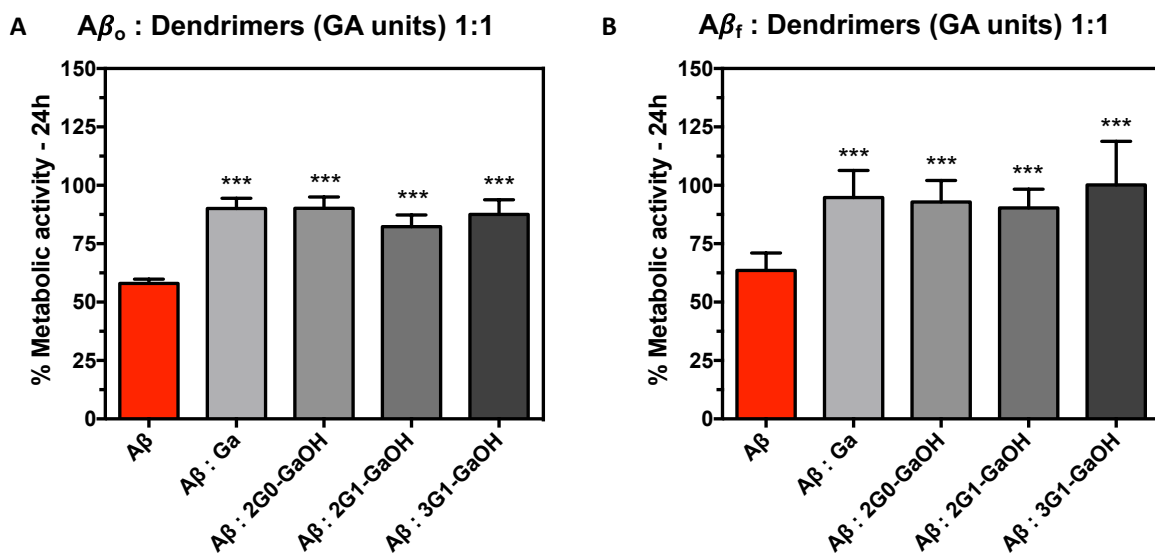 A
Aβₒ : Dendrimers (GA units) 1:1
% Metabolic activity - 24h
150
125
100
75
50
25
0
***
***
***
***
Aβ
Aβ : Ga
Aβ : 2G0-GaOH
Aβ : 2G1-GaOH
Aβ : 3G1-GaOH
B
Aβf : Dendrimers (GA units) 1:1
% Metabolic activity - 24h
150
125
100
75
50
25
0
***
***
***
***
Aβ
Aβ : Ga
Aβ : 2G0-GaOH
Aβ : 2G1-GaOH
Aβ : 3G1-GaOH